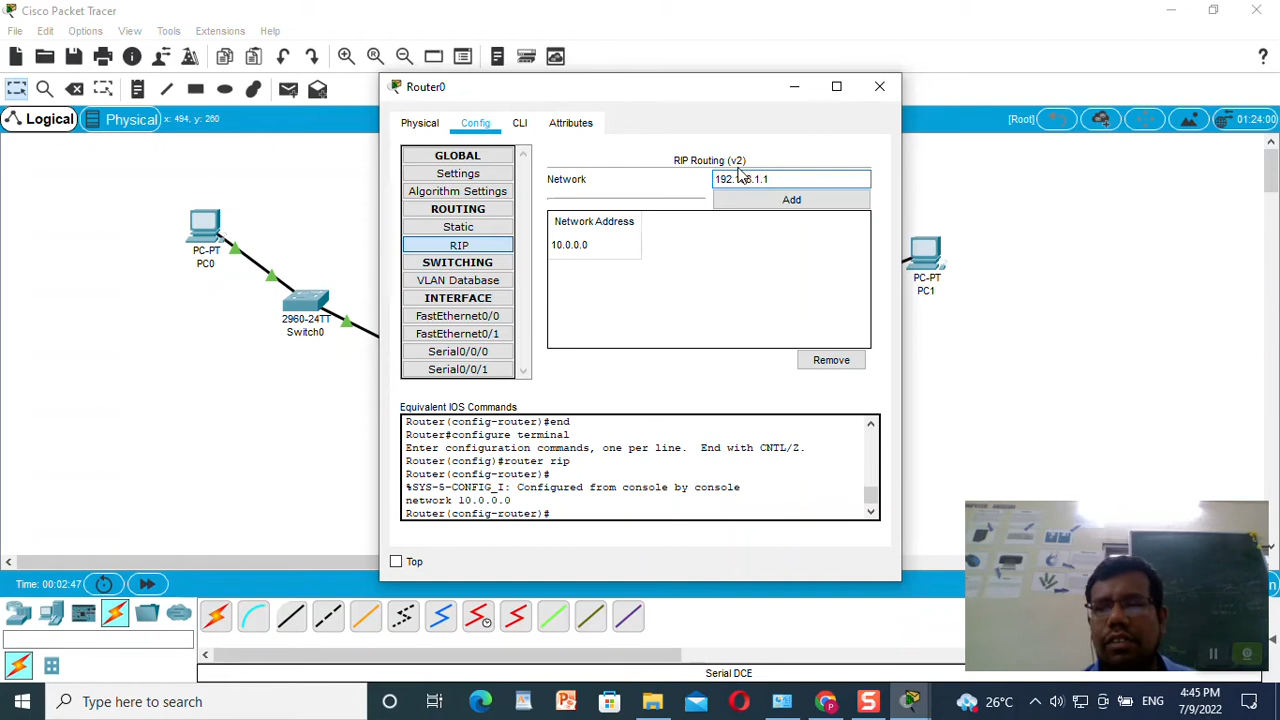 Cisco Packet Tracer
File Edit Options View Tools Extensions Window Help
Logical Physical x: 494, y: 260 [Root] 01:24:00
Router0
Physical Config CLI Attributes
GLOBAL
Settings
Algorithm Settings
ROUTING
Static
RIP
SWITCHING
VLAN Database
INTERFACE
FastEthernet0/0
FastEthernet0/1
Serial0/0/0
Serial0/0/1
RIP Routing (v2)
Network
Add
Network Address
10.0.0.0
Remove
Equivalent IOS Commands
Router(config-router)#end
Router#configure terminal
Enter configuration commands, one per line. End with CNTL/Z.
Router(config)#router rip
Router(config-router)#
%SYS-5-CONFIG_I: Configured from console by console
network 10.0.0.0
Router(config-router)#
Top
PC-PT
PC0
2960-24TT
Switch0
PC-PT
PC1
Time: 00:02:47
Serial DCE
Type here to search
26°C
4:45 PM
7/9/2022